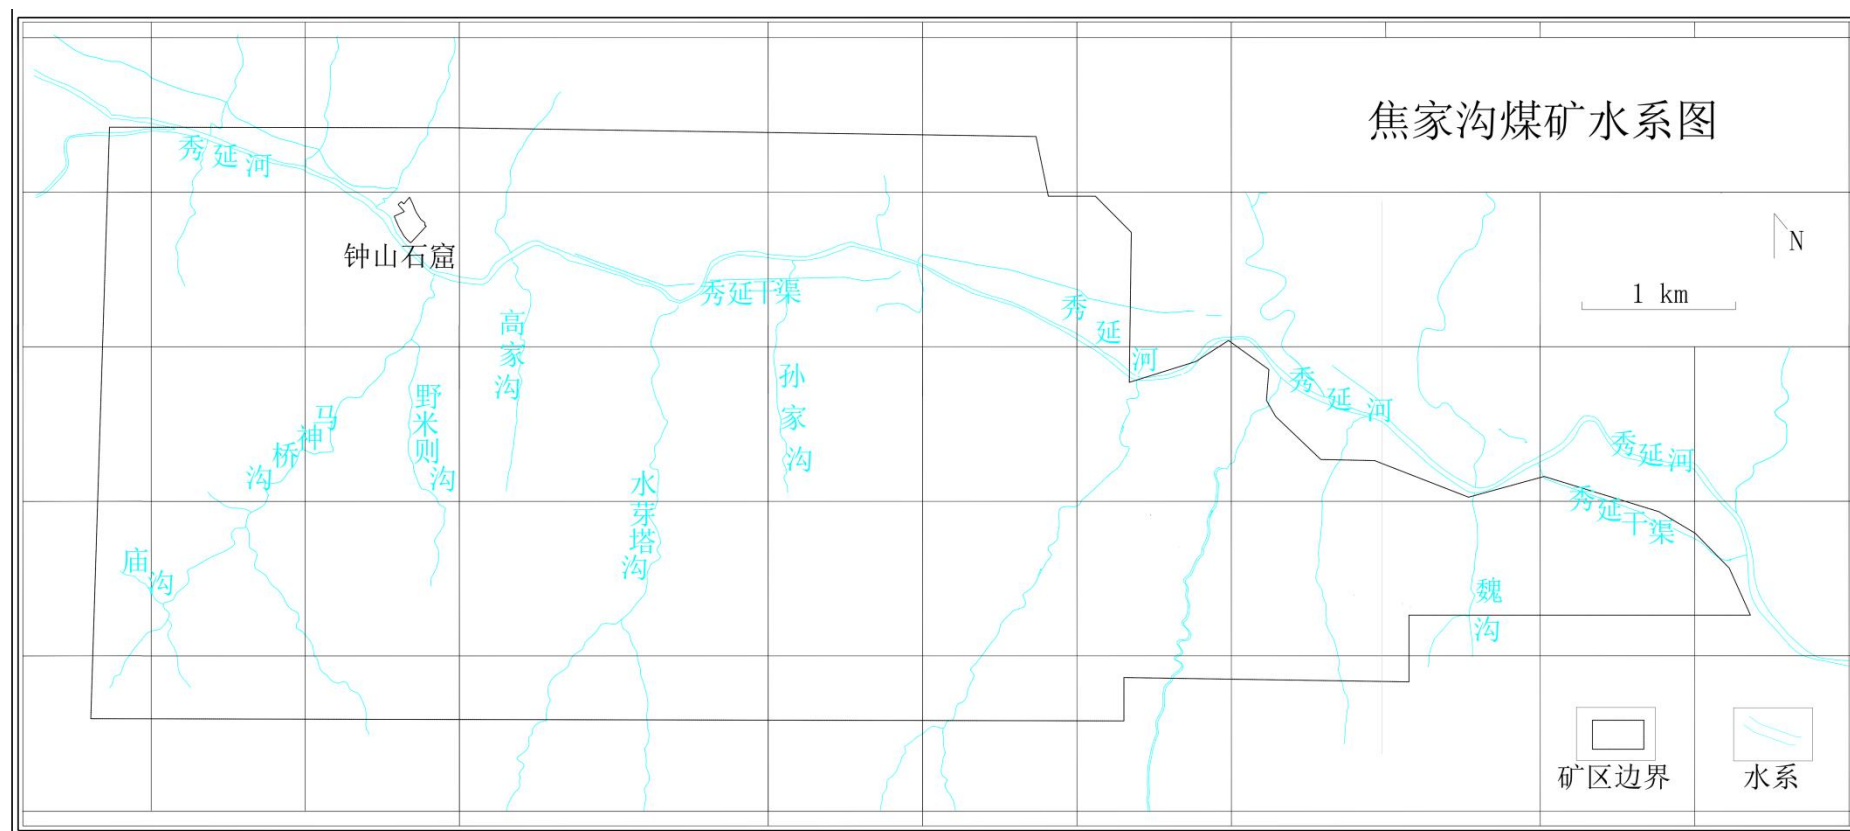 焦家沟煤矿水系图
秀延河
钟山石窟
N
1 km
秀延干渠
高家沟
孙家沟
秀延河
野米则沟
马神桥沟
水芽塔沟
庙沟
秀延河
秀延河
秀延干渠
魏沟
矿区边界
水系